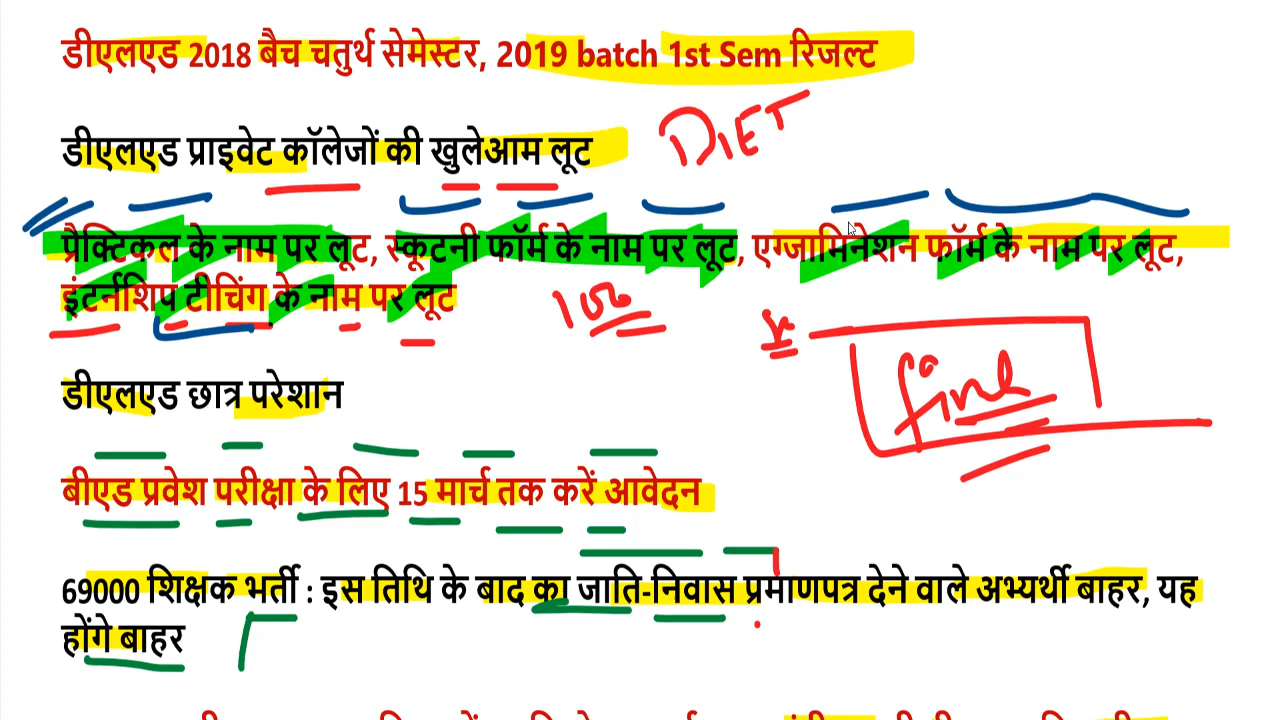 डीएलएड 2018 बैच चतुर्थ सेमेस्टर, 2019 batch 1st Sem रिजल्ट
डीएलएड प्राइवेट कॉलेजों की खुलेआम लूट
DIET
प्रैक्टिकल के नाम पर लूट, स्कूटनी फॉर्म के नाम पर लूट, एग्जामिनेशन फॉर्म के नाम पर लूट,
इंटर्नशिप टीचिंग के नाम पर लूट
100
fine
डीएलएड छात्र परेशान
बीएड प्रवेश परीक्षा के लिए 15 मार्च तक करें आवेदन
69000 शिक्षक भर्ती : इस तिथि के बाद का जाति-निवास प्रमाणपत्र देने वाले अभ्यर्थी बाहर, यह
होंगे बाहर